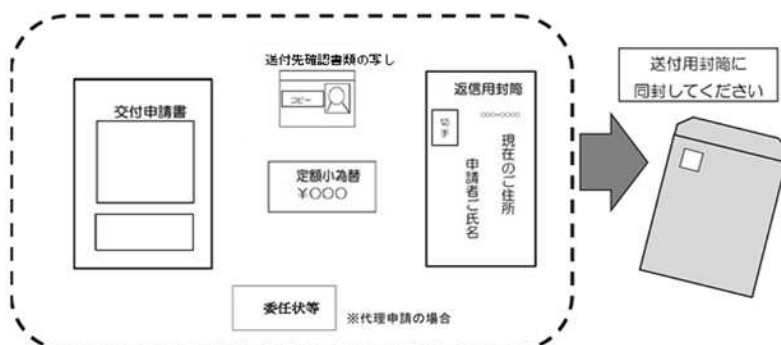 送付先確認書類の写し
コピー
交付申請書
定額小為替
¥〇〇〇
委任状等
※代理申請の場合
返信用封筒
切手
〇〇〇-〇〇〇〇
現在のご住所
申請者ご氏名
送付用封筒に
同封してください